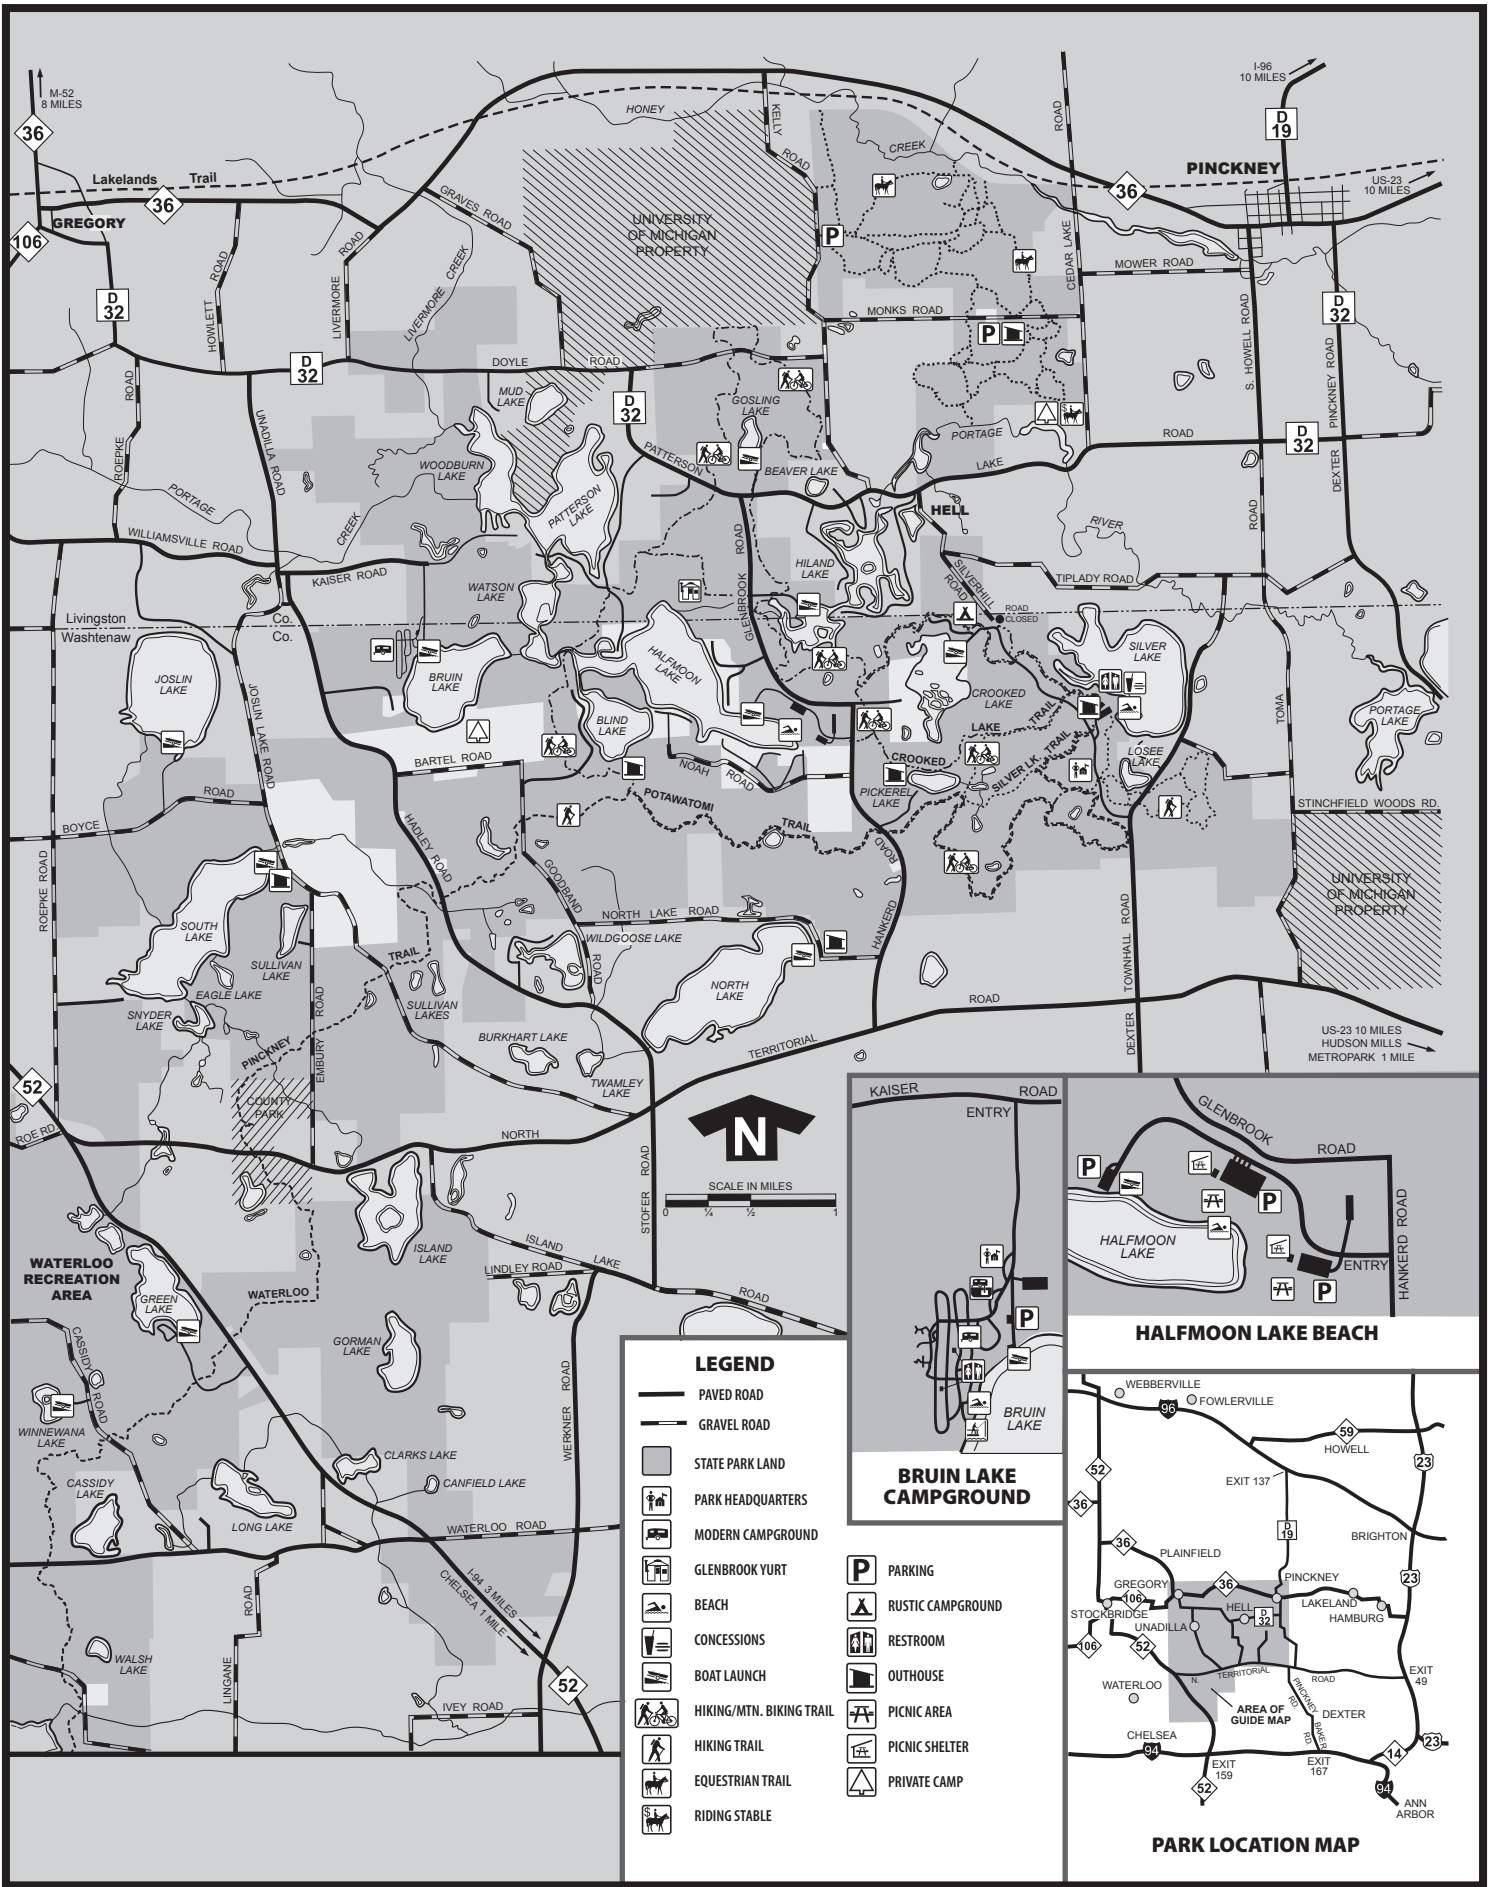 M-52
8 MILES
36
Lakelands Trail
36
GREGORY
106
D
32
HONEY
CREEK
KELLY
ROAD
ROAD
CEDAR LAKE
I-96
10 MILES
D
19
PINCKNEY
US-23
10 MILES
36
GRAVES ROAD
UNIVERSITY
OF MICHIGAN
PROPERTY
P
MOWER ROAD
MONKS ROAD
P
HOWLETT
ROAD
LIVERMORE
ROAD
LIVERMORE CREEK
D
32
DOYLE
ROAD
D
32
S. HOWELL ROAD
PINCKNEY ROAD
DEXTER
D
32
MUD
LAKE
GOSLING
LAKE
$
PORTAGE
LAKE
ROAD
D
32
ROEPKE
ROAD
UNADILLA ROAD
WOODBURN
LAKE
PATTERSON
LAKE
PATTERSON
BEAVER LAKE
HELL
PORTAGE
CREEK
WILLIAMSVILLE ROAD
KAISER ROAD
WATSON
LAKE
GLENBROOK
ROAD
HILAND
LAKE
SILVERHILL
ROAD
ROAD
CLOSED
RIVER
TIPLADY ROAD
ROAD
TOMA
Livingston Co.
Washtenaw Co.
JOSLIN
LAKE
JOSLIN LAKE ROAD
BRUIN
LAKE
BLIND
LAKE
HALFMOON
LAKE
CROOKED
LAKE
SILVER
LAKE
LOSEE
LAKE
PORTAGE
LAKE
BARTEL ROAD
NOAH
ROAD
POTAWATOMI
TRAIL
CROOKED
LAKE
TRAIL
SILVER LK. TRAIL
PICKEREL
LAKE
STINCHFIELD WOODS RD.
BOYCE
ROAD
ROEPKE ROAD
HADLEY ROAD
GOODBAND
ROAD
NORTH LAKE ROAD
WILDGOOSE LAKE
HANKERD
ROAD
UNIVERSITY
OF MICHIGAN
PROPERTY
SOUTH
LAKE
SULLIVAN
LAKE
EAGLE LAKE
SNYDER
LAKE
TRAIL
SULLIVAN
LAKES
PINCKNEY
EMBURY ROAD
NORTH
LAKE
BURKHART LAKE
TWAMLEY
LAKE
TERRITORIAL
ROAD
DEXTER TOWNHALL ROAD
US-23 10 MILES
HUDSON MILLS
METROPARK 1 MILE
52
ROE RD.
COUNTY
PARK
NORTH
N
SCALE IN MILES
0 ¼ ½ 1
STOFER ROAD
WATERLOO
RECREATION
AREA
GREEN
LAKE
WATERLOO
ISLAND
LAKE
ISLAND
LAKE
ROAD
LINDLEY ROAD
GORMAN
LAKE
CASSIDY
ROAD
WINNEWANA
LAKE
CASSIDY
LAKE
LONG LAKE
CLARKS LAKE
CANFIELD LAKE
WERKNER ROAD
WATERLOO ROAD
I-94 3 MILES
CHELSEA 1 MILE
WALSH
LAKE
LINGANE
ROAD
IVEY ROAD
52
KAISER
ROAD
ENTRY
P
BRUIN
LAKE
BRUIN LAKE
CAMPGROUND
GLENBROOK
ROAD
P
P
HALFMOON
LAKE
ENTRY
P
HANKERD ROAD
HALFMOON LAKE BEACH
LEGEND
PAVED ROAD
GRAVEL ROAD
STATE PARK LAND
PARK HEADQUARTERS
MODERN CAMPGROUND
GLENBROOK YURT
BEACH
CONCESSIONS
BOAT LAUNCH
HIKING/MTN. BIKING TRAIL
HIKING TRAIL
EQUESTRIAN TRAIL
$
RIDING STABLE
P
PARKING
RUSTIC CAMPGROUND
RESTROOM
OUTHOUSE
PICNIC AREA
PICNIC SHELTER
PRIVATE CAMP
WEBBERVILLE
FOWLERVILLE
96
59
HOWELL
23
52
36
EXIT 137
D
19
BRIGHTON
36
PLAINFIELD
GREGORY
36
PINCKNEY
23
106
STOCKBRIDGE
HELL
D
32
LAKELAND
HAMBURG
UNADILLA
106
52
N. TERRITORIAL ROAD
EXIT
49
WATERLOO
AREA OF
GUIDE MAP
PINCKNEY
RD.
DEXTER
BAKER
RD.
CHELSEA
94
EXIT
159
EXIT
167
14
23
52
94
ANN
ARBOR
PARK LOCATION MAP